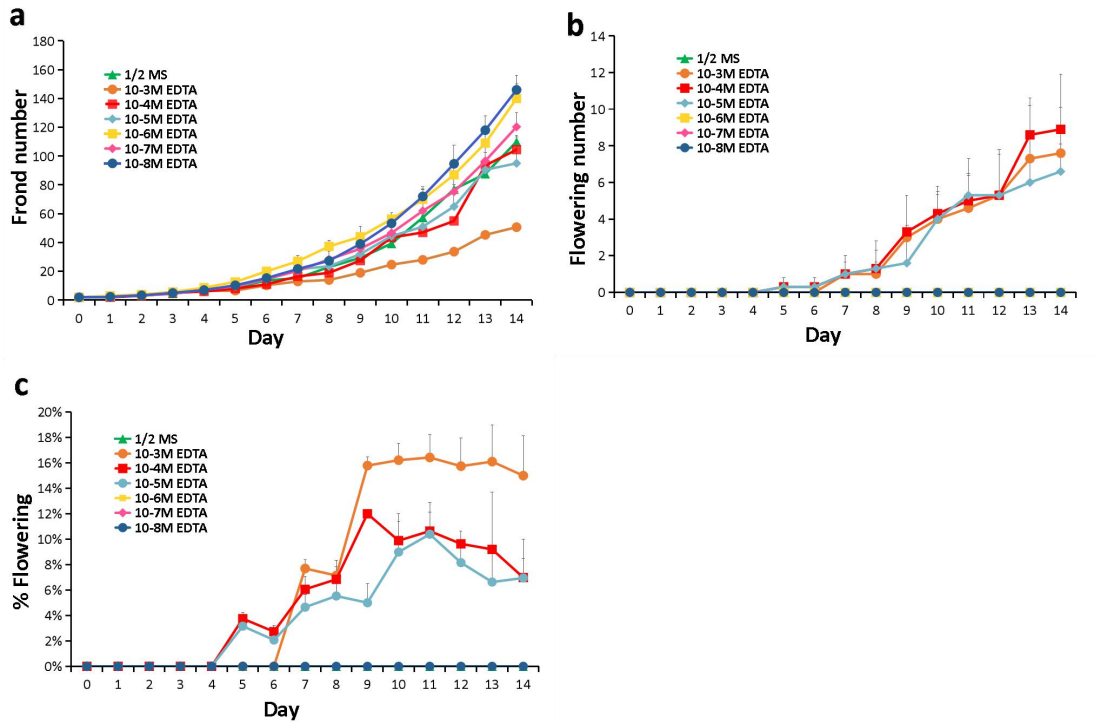 a
180
160
140
120
100
80
60
40
20
0
Frond number
1/2 MS
10-3M EDTA
10-4M EDTA
10-5M EDTA
10-6M EDTA
10-7M EDTA
10-8M EDTA
0 1 2 3 4 5 6 7 8 9 10 11 12 13 14
Day
b
14
12
10
8
6
4
2
0
Flowering number
1/2 MS
10-3M EDTA
10-4M EDTA
10-5M EDTA
10-6M EDTA
10-7M EDTA
10-8M EDTA
0 1 2 3 4 5 6 7 8 9 10 11 12 13 14
Day
c
20%
18%
16%
14%
12%
10%
8%
6%
4%
2%
0%
% Flowering
1/2 MS
10-3M EDTA
10-4M EDTA
10-5M EDTA
10-6M EDTA
10-7M EDTA
10-8M EDTA
0 1 2 3 4 5 6 7 8 9 10 11 12 13 14
Day